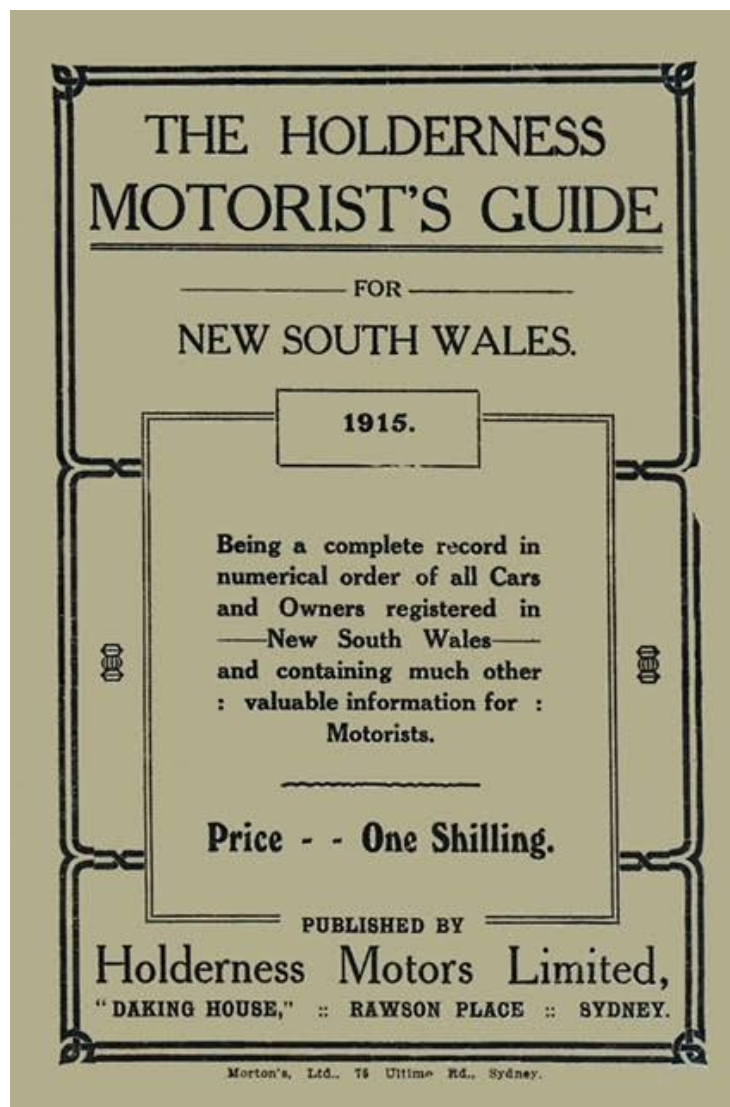 THE HOLDERNESS
MOTORIST'S GUIDE
FOR
NEW SOUTH WALES.
1915.
Being a complete record in
numerical order of all Cars
and Owners registered in
——New South Wales——
and containing much other
: valuable information for :
Motorists.
Price - - One Shilling.
PUBLISHED BY
Holderness Motors Limited,
"DAKING HOUSE," :: RAWSON PLACE :: SYDNEY.
Morton's, Ltd., 75 Ultimo Rd., Sydney.